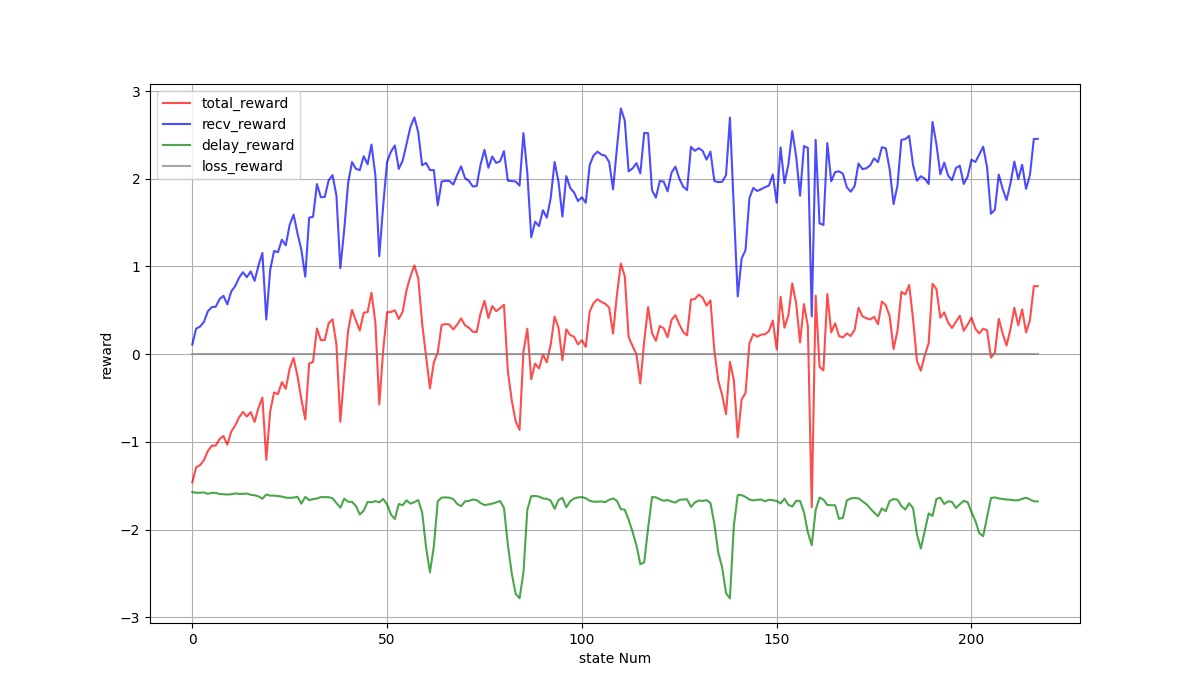 3
2
1
0
−1
−2
−3
reward
total_reward
recv_reward
delay_reward
loss_reward
0 50 100 150 200
state Num